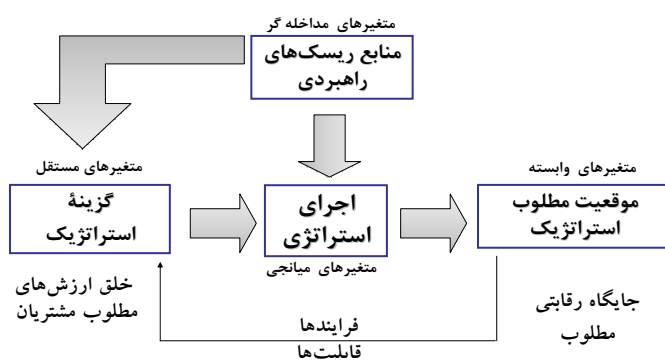 متغیرهای مداخله گر
منابع ریسک‌های
راهبردی
متغیرهای مستقل
گزینۀ
استراتژیک
اجرای
استراتژی
متغیرهای میانجی
متغیرهای وابسته
موقعیت مطلوب
استراتژیک
خلق ارزش‌های
مطلوب مشتریان
فرایندها
قابلیت‌ها
جایگاه رقابتی
مطلوب